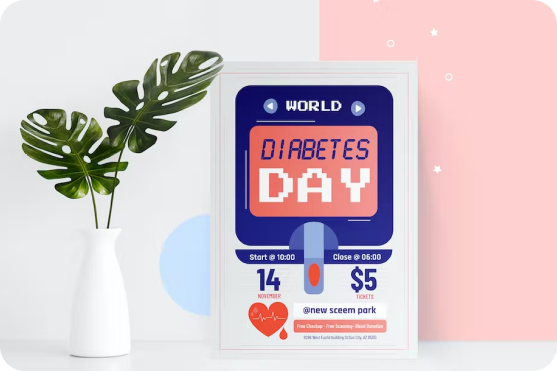 WORLD
DIABETES
DAY
Start @ 10:00
Close @ 06:00
14
NOVEMBER
$5
TICKETS
@new sceem park
Free Checkup - Free Screening - Blood Donation